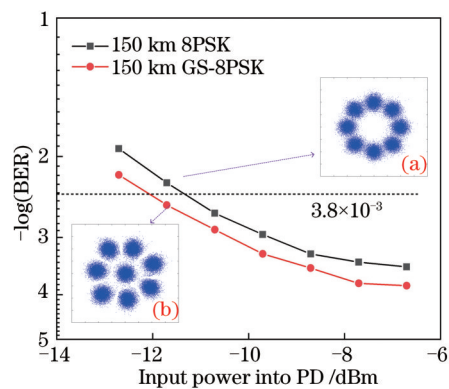 1
150 km 8PSK
150 km GS-8PSK
(a)
2
3.8×10⁻³
−log(BER)
3
(b)
4
5
−14 −12 −10 −8 −6
Input power into PD /dBm